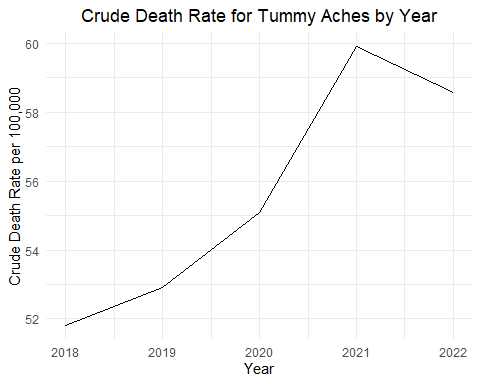 Crude Death Rate for Tummy Aches by Year
Crude Death Rate per 100,000
60
58
56
54
52
2018 2019 2020 2021 2022
Year